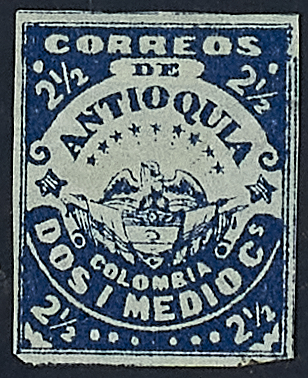 CORREOS
DE
2½ 2½
ANTIOQUIA
COLOMBIA
DOS I MEDIO Cs
2½ 2½